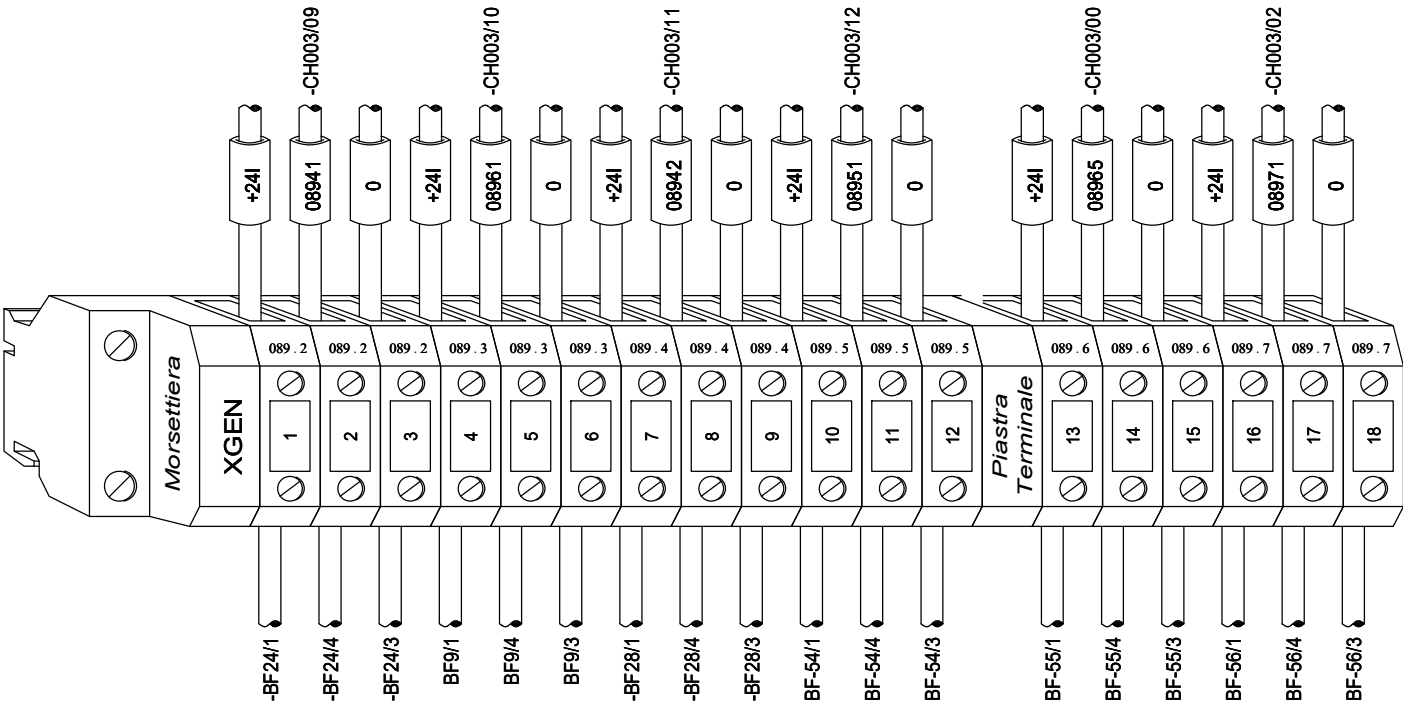 -CH003/09
-CH003/10
-CH003/11
-CH003/12
-CH003/00
-CH003/02
+24I
08941
0
+24I
08961
0
+24I
08942
0
+24I
08951
0
+24I
08965
0
+24I
08971
0
Morsettiera
XGEN
089.2
089.2
089.2
089.3
089.3
089.3
089.4
089.4
089.4
089.5
089.5
089.5
Piastra
Terminale
089.6
089.6
089.6
089.7
089.7
089.7
1
2
3
4
5
6
7
8
9
10
11
12
13
14
15
16
17
18
-BF24/1
-BF24/4
-BF24/3
BF9/1
BF9/4
BF9/3
-BF28/1
-BF28/4
-BF28/3
BF-54/1
BF-54/4
BF-54/3
BF-55/1
BF-55/4
BF-55/3
BF-56/1
BF-56/4
BF-56/3